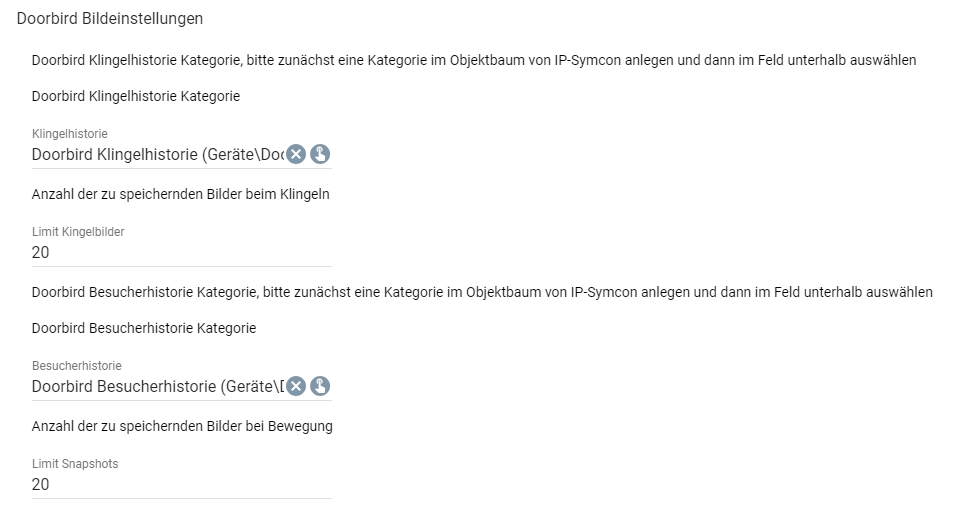 Doorbird Bildeinstellungen
Doorbird Klingelhistorie Kategorie, bitte zunächst eine Kategorie im Objektbaum von IP-Symcon anlegen und dann im Feld unterhalb auswählen
Doorbird Klingelhistorie Kategorie
Klingelhistorie
Doorbird Klingelhistorie (Geräte\Doo
Anzahl der zu speichernden Bilder beim Klingeln
Limit Kingelbilder
20
Doorbird Besucherhistorie Kategorie, bitte zunächst eine Kategorie im Objektbaum von IP-Symcon anlegen und dann im Feld unterhalb auswählen
Doorbird Besucherhistorie Kategorie
Besucherhistorie
Doorbird Besucherhistorie (Geräte\D
Anzahl der zu speichernden Bilder bei Bewegung
Limit Snapshots
20